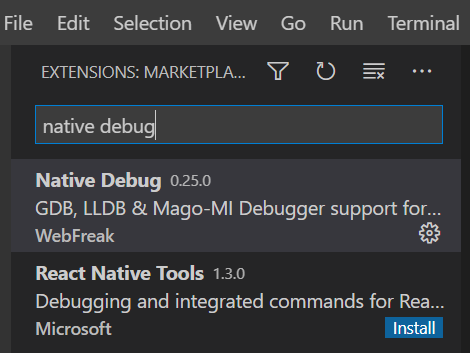 File Edit Selection View Go Run Terminal
EXTENSIONS: MARKETPLA...
native debug
Native Debug 0.25.0
GDB, LLDB & Mago-MI Debugger support for...
WebFreak
React Native Tools 1.3.0
Debugging and integrated commands for Rea...
Microsoft Install